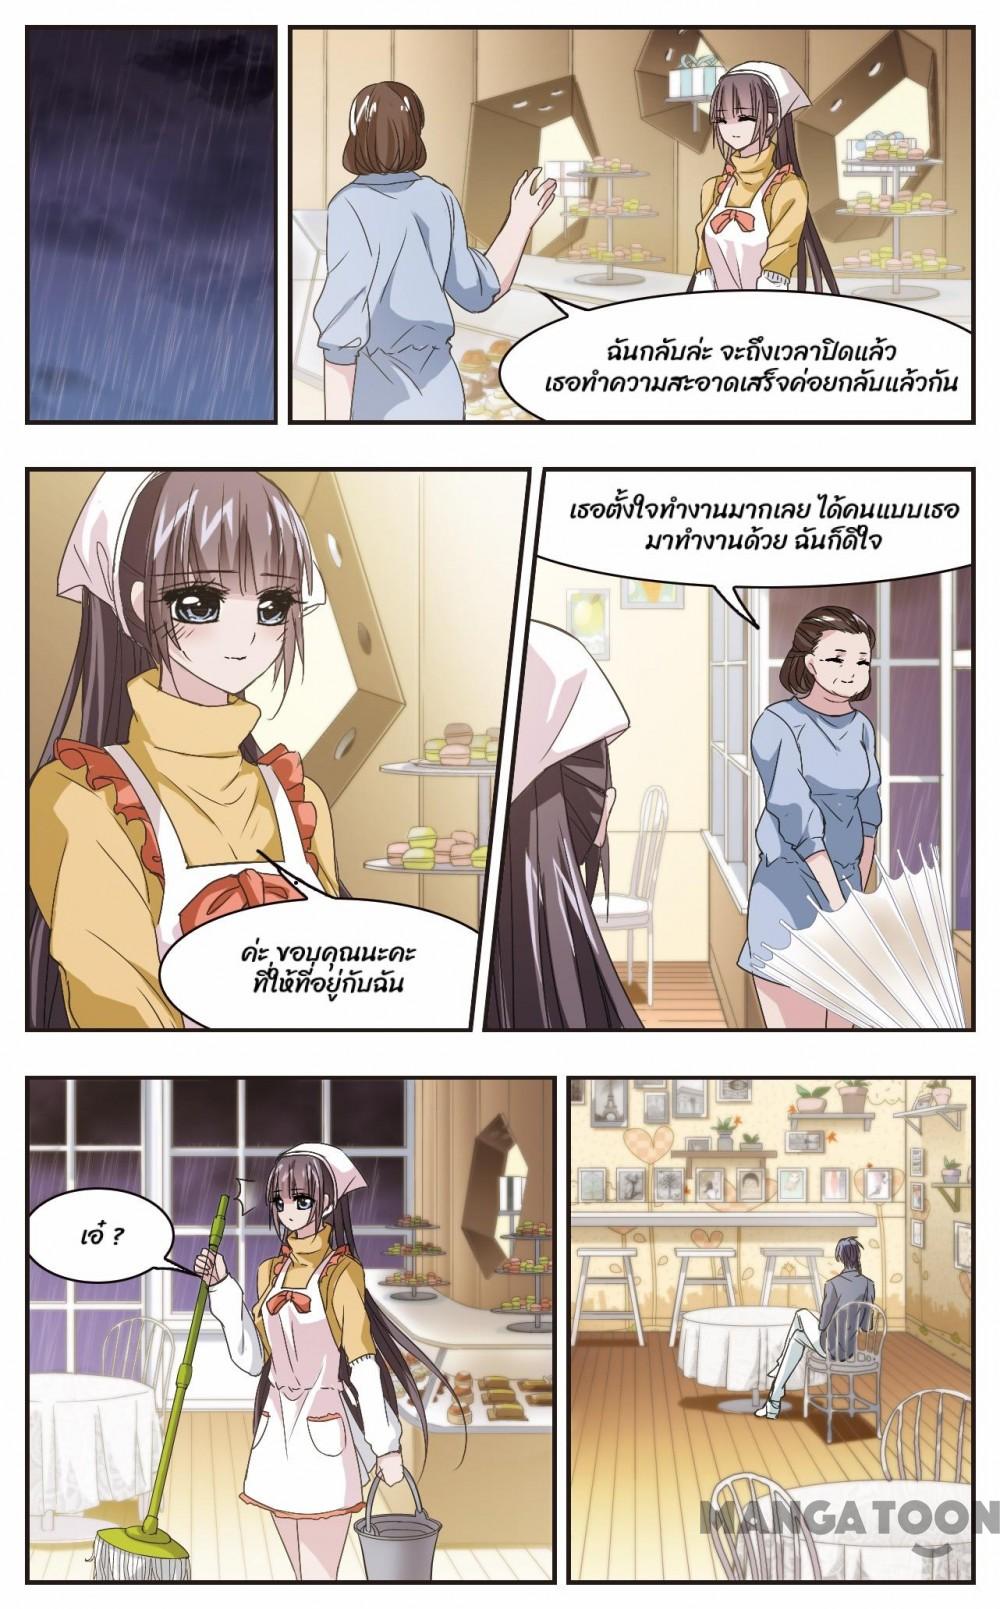 ฉันกลับล่ะ จะถึงเวลาปิดแล้ว
เธอทำความสะอาดเสร็จค่อยกลับแล้วกัน
เธอตั้งใจทำงานมากเลย ได้คนแบบเธอ
มาทำงานด้วย ฉันก็ดีใจ
ค่ะ ขอบคุณนะคะ
ที่ให้ที่อยู่กับฉัน
เอ๋ ?
MANGATOON